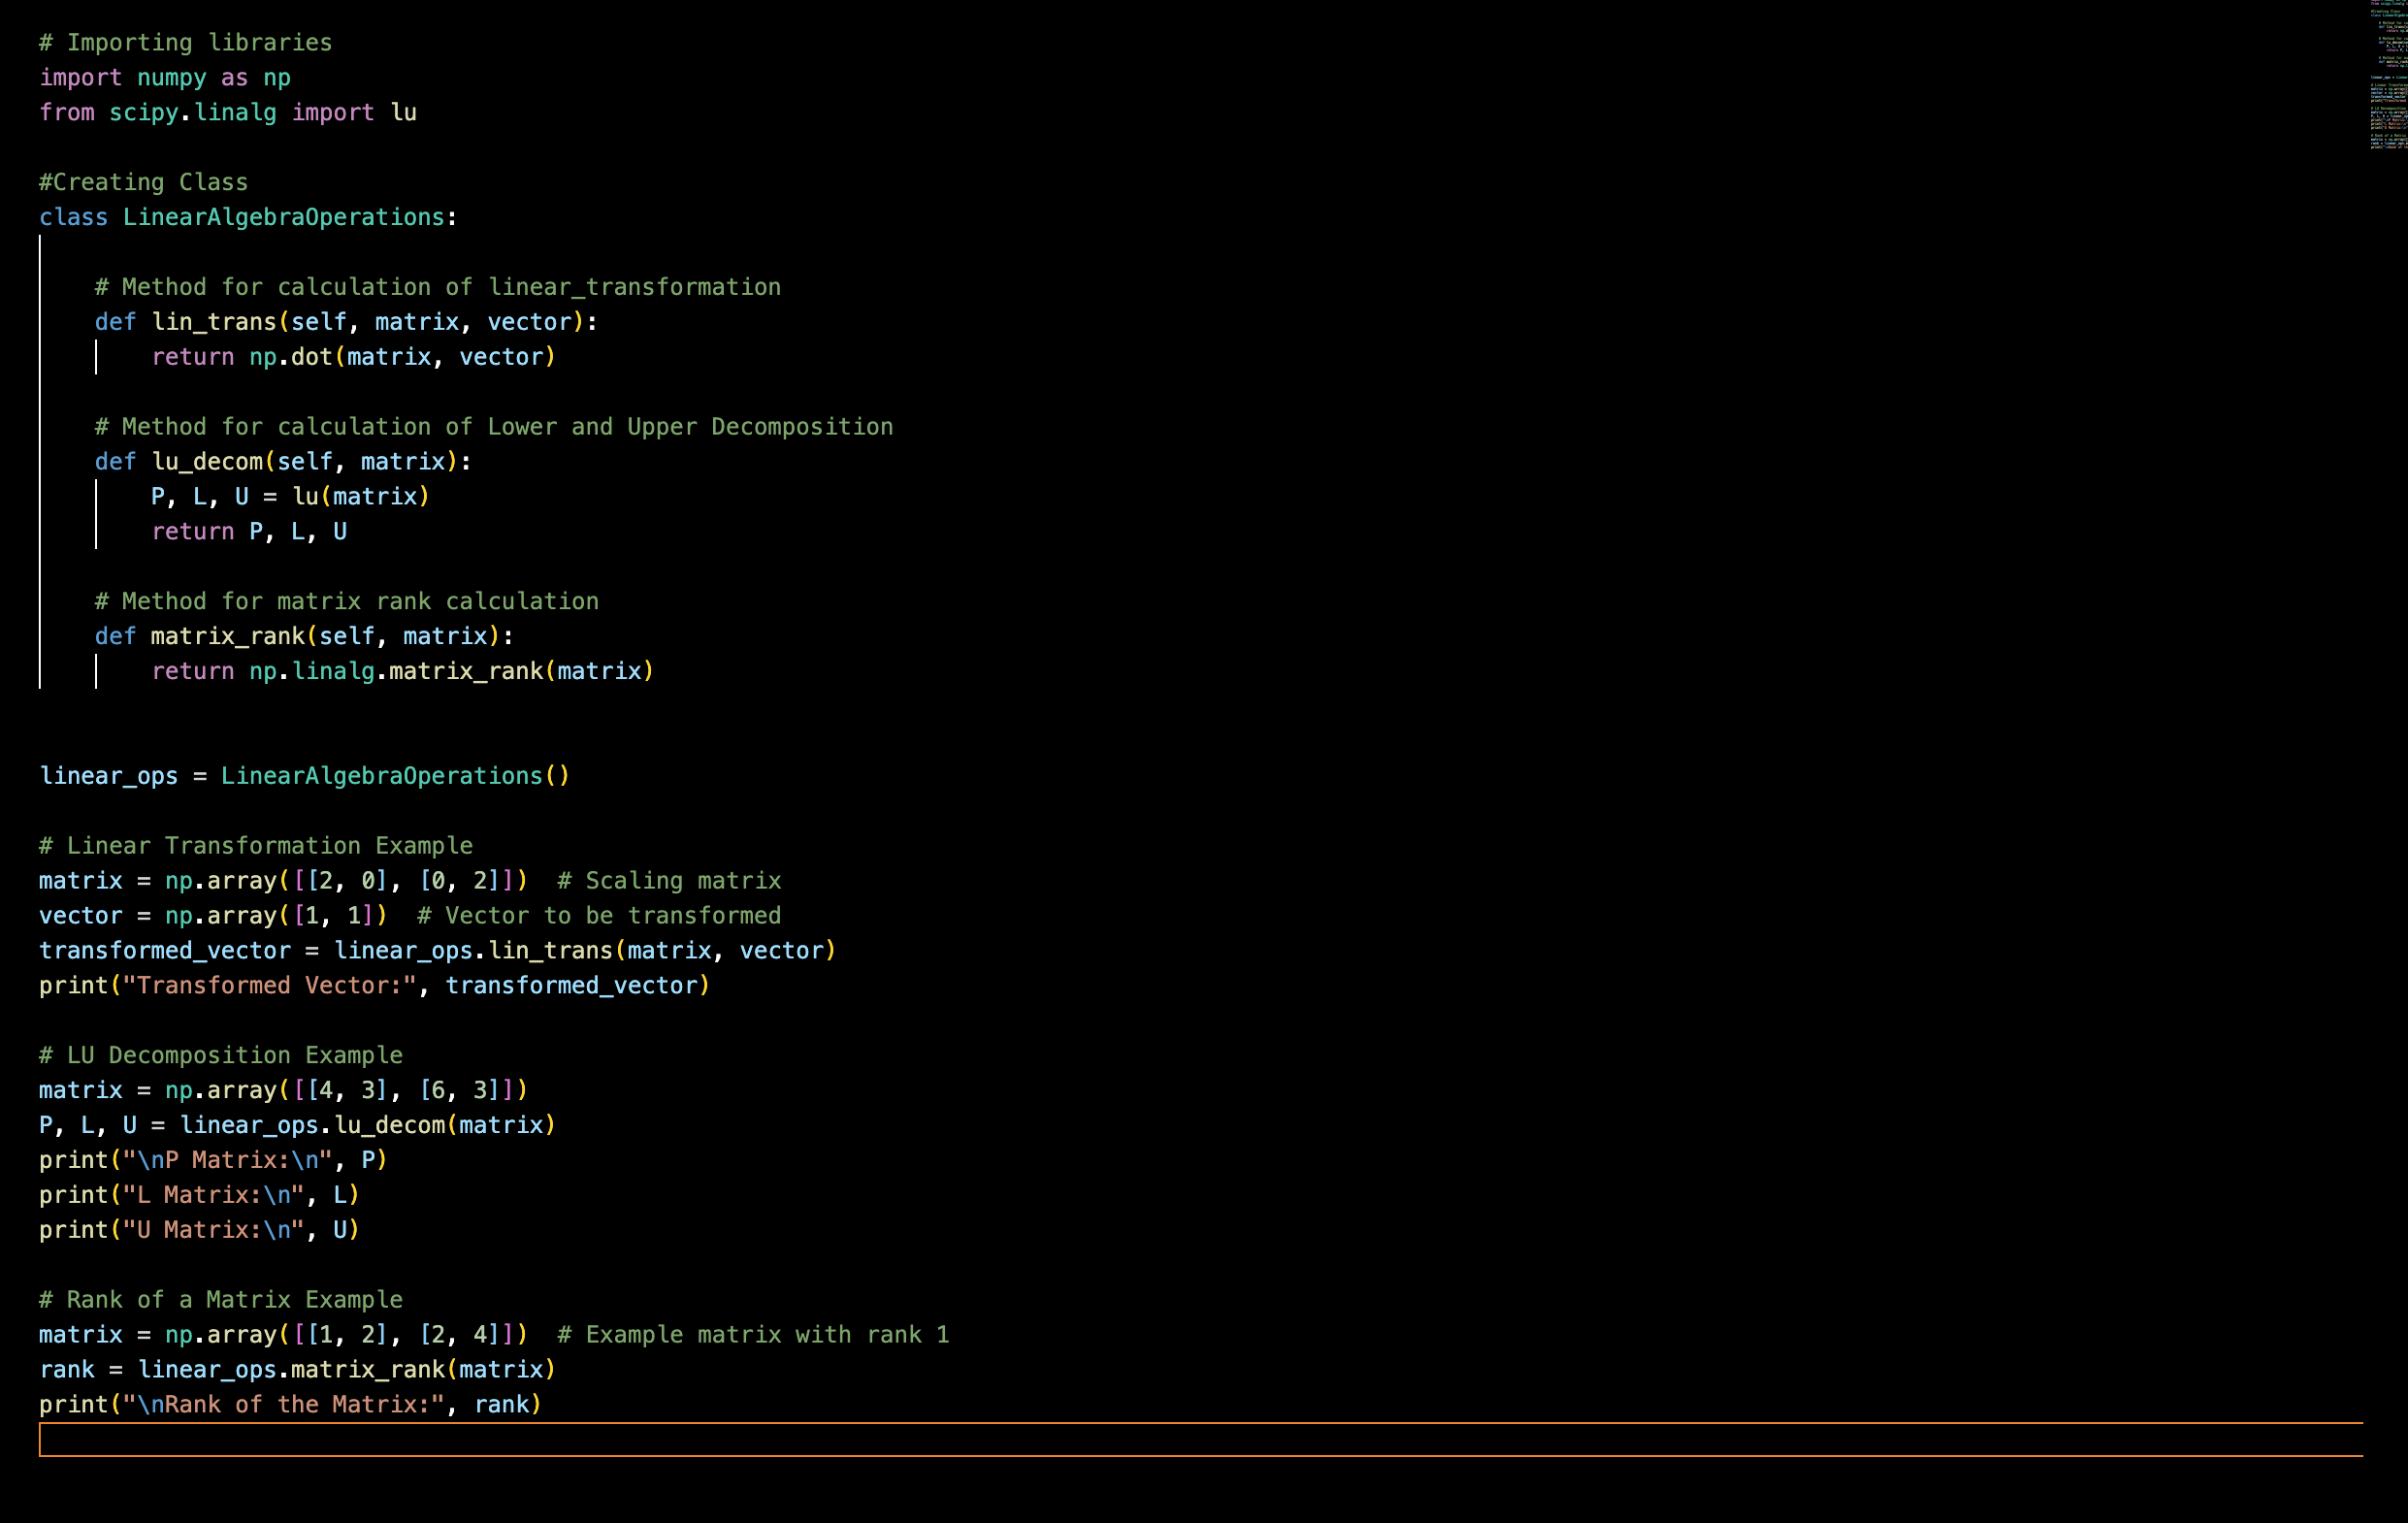 # Importing libraries
import numpy as np
from scipy.linalg import lu

#Creating Class
class LinearAlgebraOperations:

    # Method for calculation of linear_transformation
    def lin_trans(self, matrix, vector):
        return np.dot(matrix, vector)

    # Method for calculation of Lower and Upper Decomposition
    def lu_decom(self, matrix):
        P, L, U = lu(matrix)
        return P, L, U

    # Method for matrix rank calculation
    def matrix_rank(self, matrix):
        return np.linalg.matrix_rank(matrix)


linear_ops = LinearAlgebraOperations()

# Linear Transformation Example
matrix = np.array([[2, 0], [0, 2]])  # Scaling matrix
vector = np.array([1, 1])  # Vector to be transformed
transformed_vector = linear_ops.lin_trans(matrix, vector)
print("Transformed Vector:", transformed_vector)

# LU Decomposition Example
matrix = np.array([[4, 3], [6, 3]])
P, L, U = linear_ops.lu_decom(matrix)
print("\nP Matrix:\n", P)
print("L Matrix:\n", L)
print("U Matrix:\n", U)

# Rank of a Matrix Example
matrix = np.array([[1, 2], [2, 4]])  # Example matrix with rank 1
rank = linear_ops.matrix_rank(matrix)
print("\nRank of the Matrix:", rank)